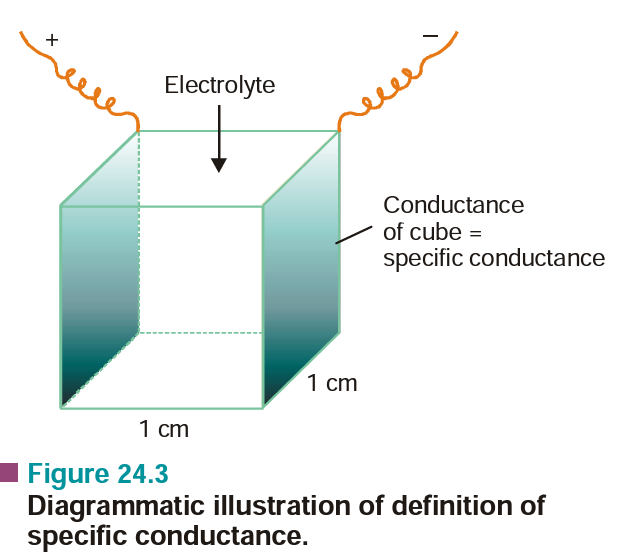 +
−
Electrolyte
Conductance
of cube =
specific conductance
1 cm
1 cm
Figure 24.3
Diagrammatic illustration of definition of
specific conductance.